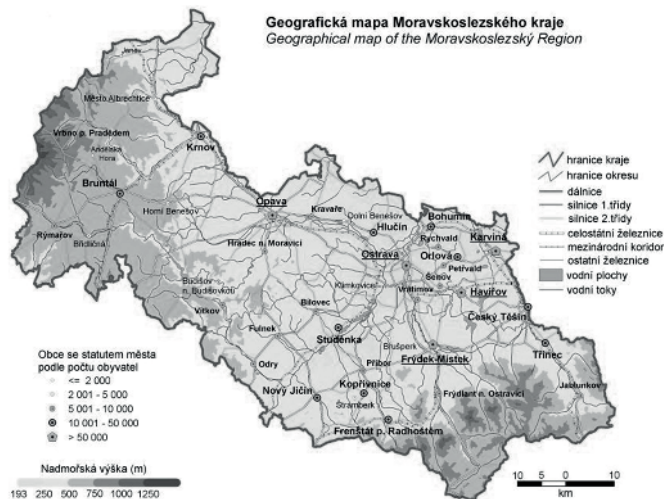 Geografická mapa Moravskoslezského kraje
Geographical map of the Moravskoslezský Region
Janov
Město Albrechtice
Vrbno p. Pradědem
Andělská
Hora
Krnov
Bruntál
Horní Benešov
Rýmařov
Břidličná
Opava
Kravaře
Dolní Benešov
Hlučín
Hradec n. Moravicí
Bohumín
Rychvald
Karviná
Orlová
Ostrava
Petřvald
Šenov
Havířov
Klimkovice
Vratimov
Český Těšín
Budišov
n. Budišovkou
Vítkov
Bílovec
Fulnek
Studénka
Brušperk
Třinec
Odry
Příbor
Frýdek-Místek
Jablunkov
Nový Jičín
Kopřivnice
Štramberk
Frýdlant n. Ostravicí
Frenštát p. Radhoštěm
hranice kraje
hranice okresu
dálnice
silnice 1.třídy
silnice 2.třídy
celostátní železnice
mezinárodní koridor
ostatní železnice
vodní plochy
vodní toky
Obce se statutem města
podle počtu obyvatel
<= 2 000
2 001 - 5 000
5 001 - 10 000
10 001 - 50 000
> 50 000
Nadmořská výška (m)
193 250 500 750 1000 1250
10 5 0 10
km